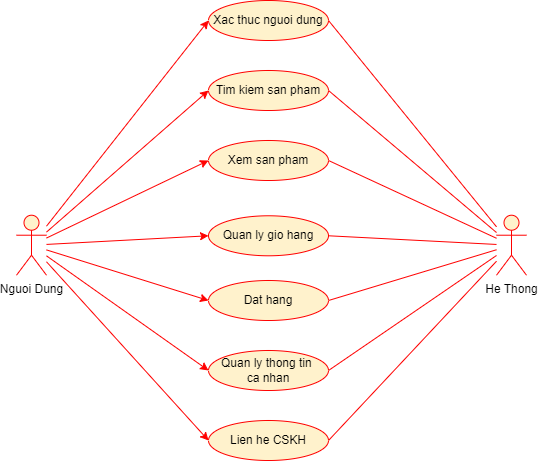 Xac thuc nguoi dung
Tim kiem san pham
Xem san pham
Quan ly gio hang
Nguoi Dung
He Thong
Dat hang
Quan ly thong tin
ca nhan
Lien he CSKH